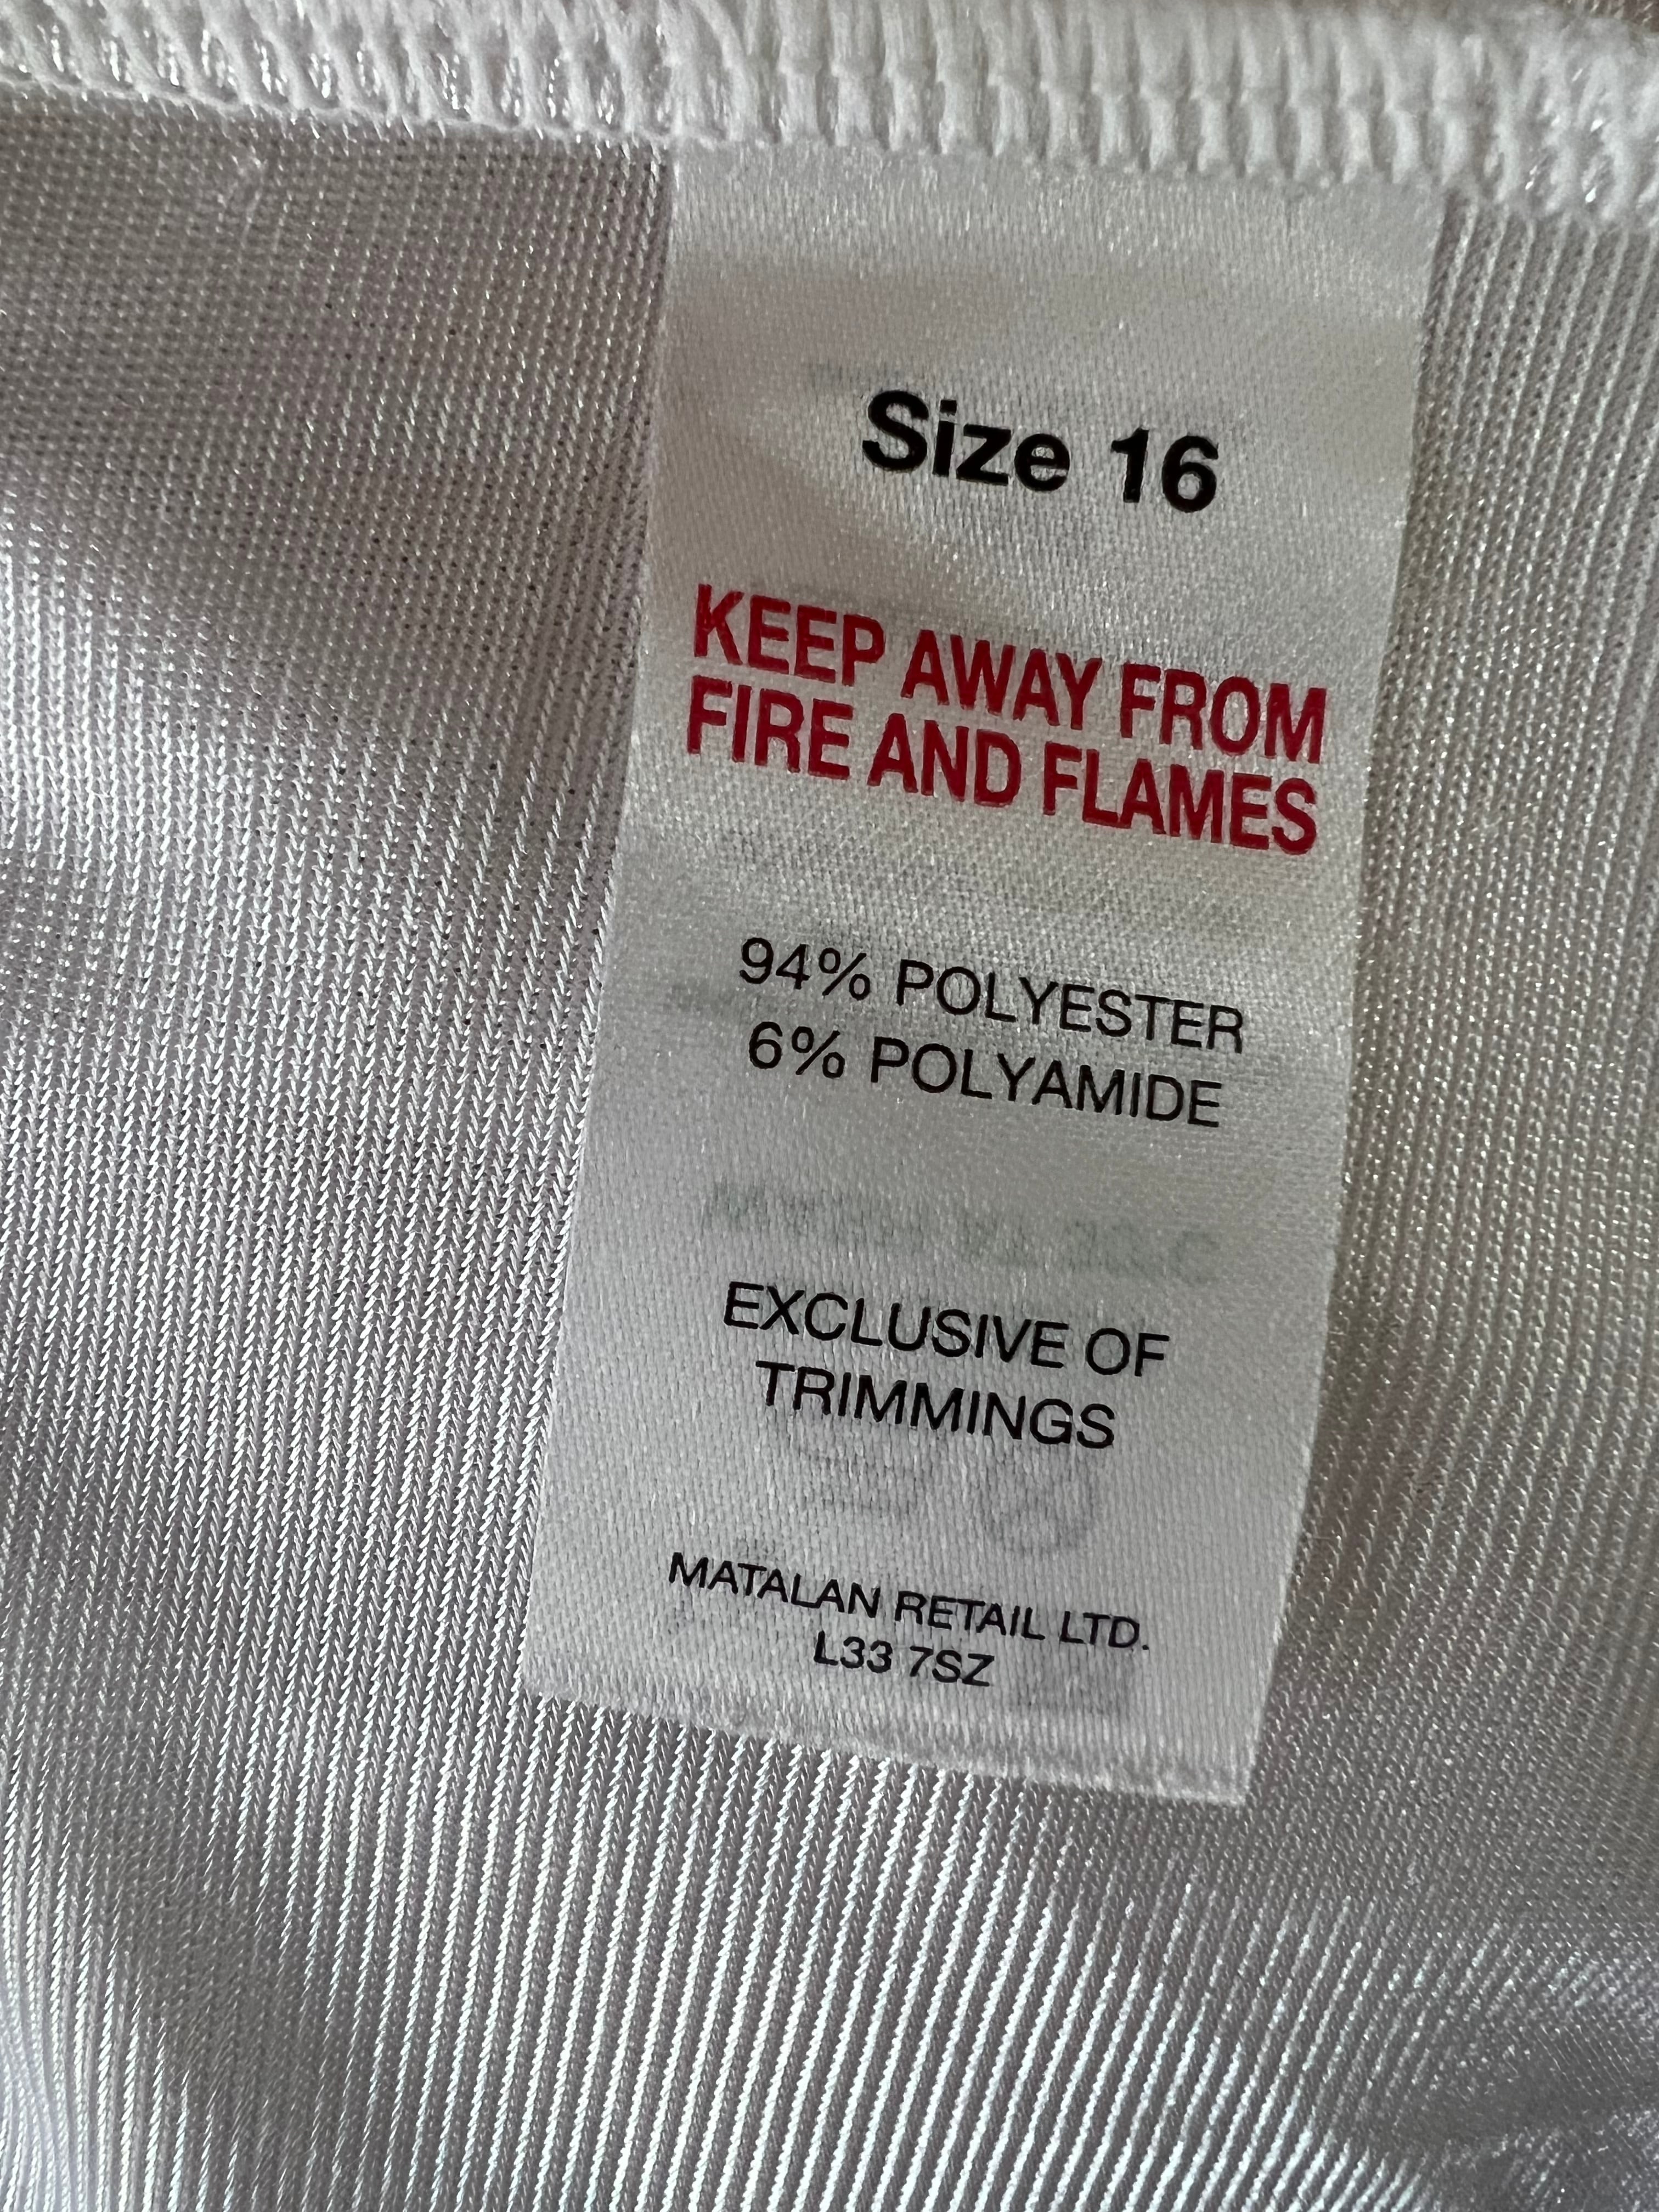 Size 16
KEEP AWAY FROM
FIRE AND FLAMES
94% POLYESTER
6% POLYAMIDE
EXCLUSIVE OF
TRIMMINGS
MATALAN RETAIL LTD.
L33 7SZ